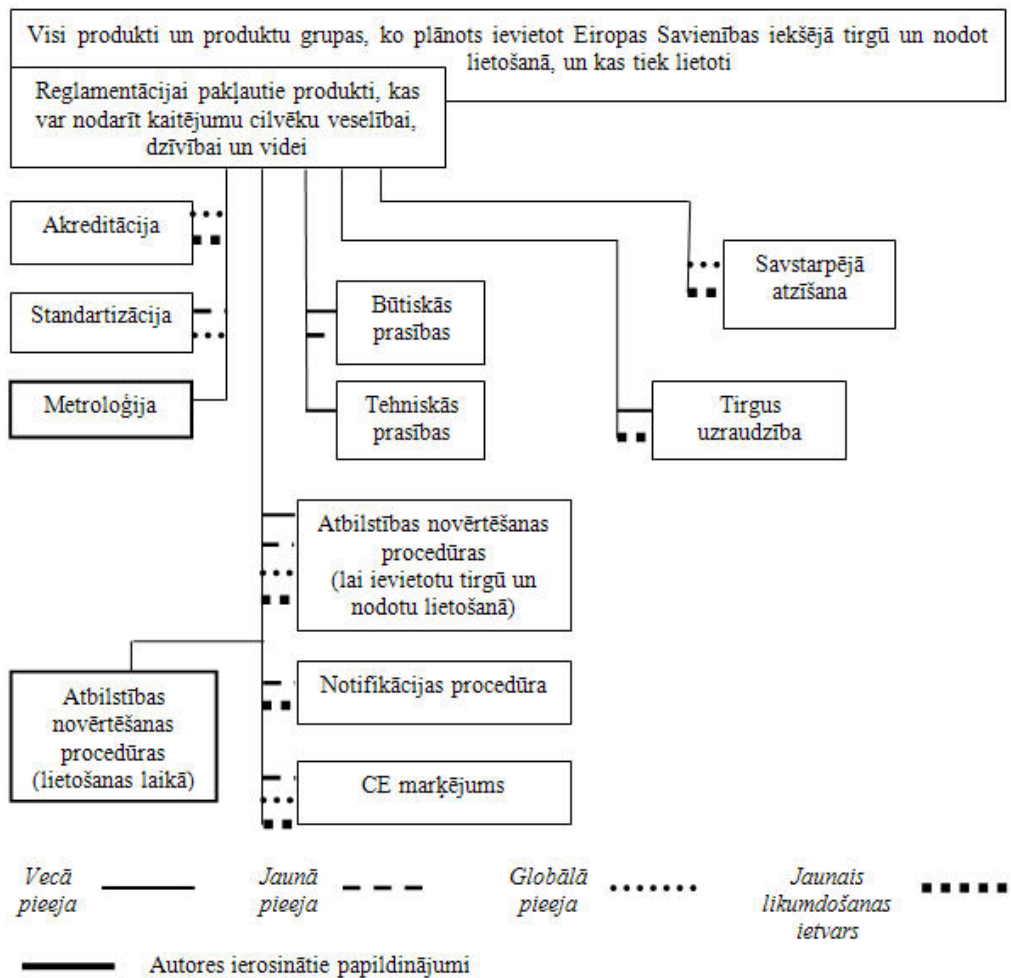 Visi produkti un produktu grupas, ko plānots ievietot Eiropas Savienības iekšējā tirgū un nodot
lietošanā, un kas tiek lietoti
Reglamentācijai pakļautie produkti, kas
var nodarīt kaitējumu cilvēku veselībai,
dzīvībai un videi
Akreditācija
Savstarpējā
atzīšana
Standartizācija
Būtiskās
prasības
Metroloģija
Tehniskās
prasības
Tirgus
uzraudzība
Atbilstības novērtēšanas
procedūras
(lai ievietotu tirgū un
nodotu lietošanā)
Atbilstības
novērtēšanas
procedūras
(lietošanas laikā)
Notifikācijas procedūra
CE marķējums
Vecā
pieeja
Jaunā
pieeja
Globālā
pieeja
Jaunais
likumdošanas
ietvars
Autores ierosinātie papildinājumi